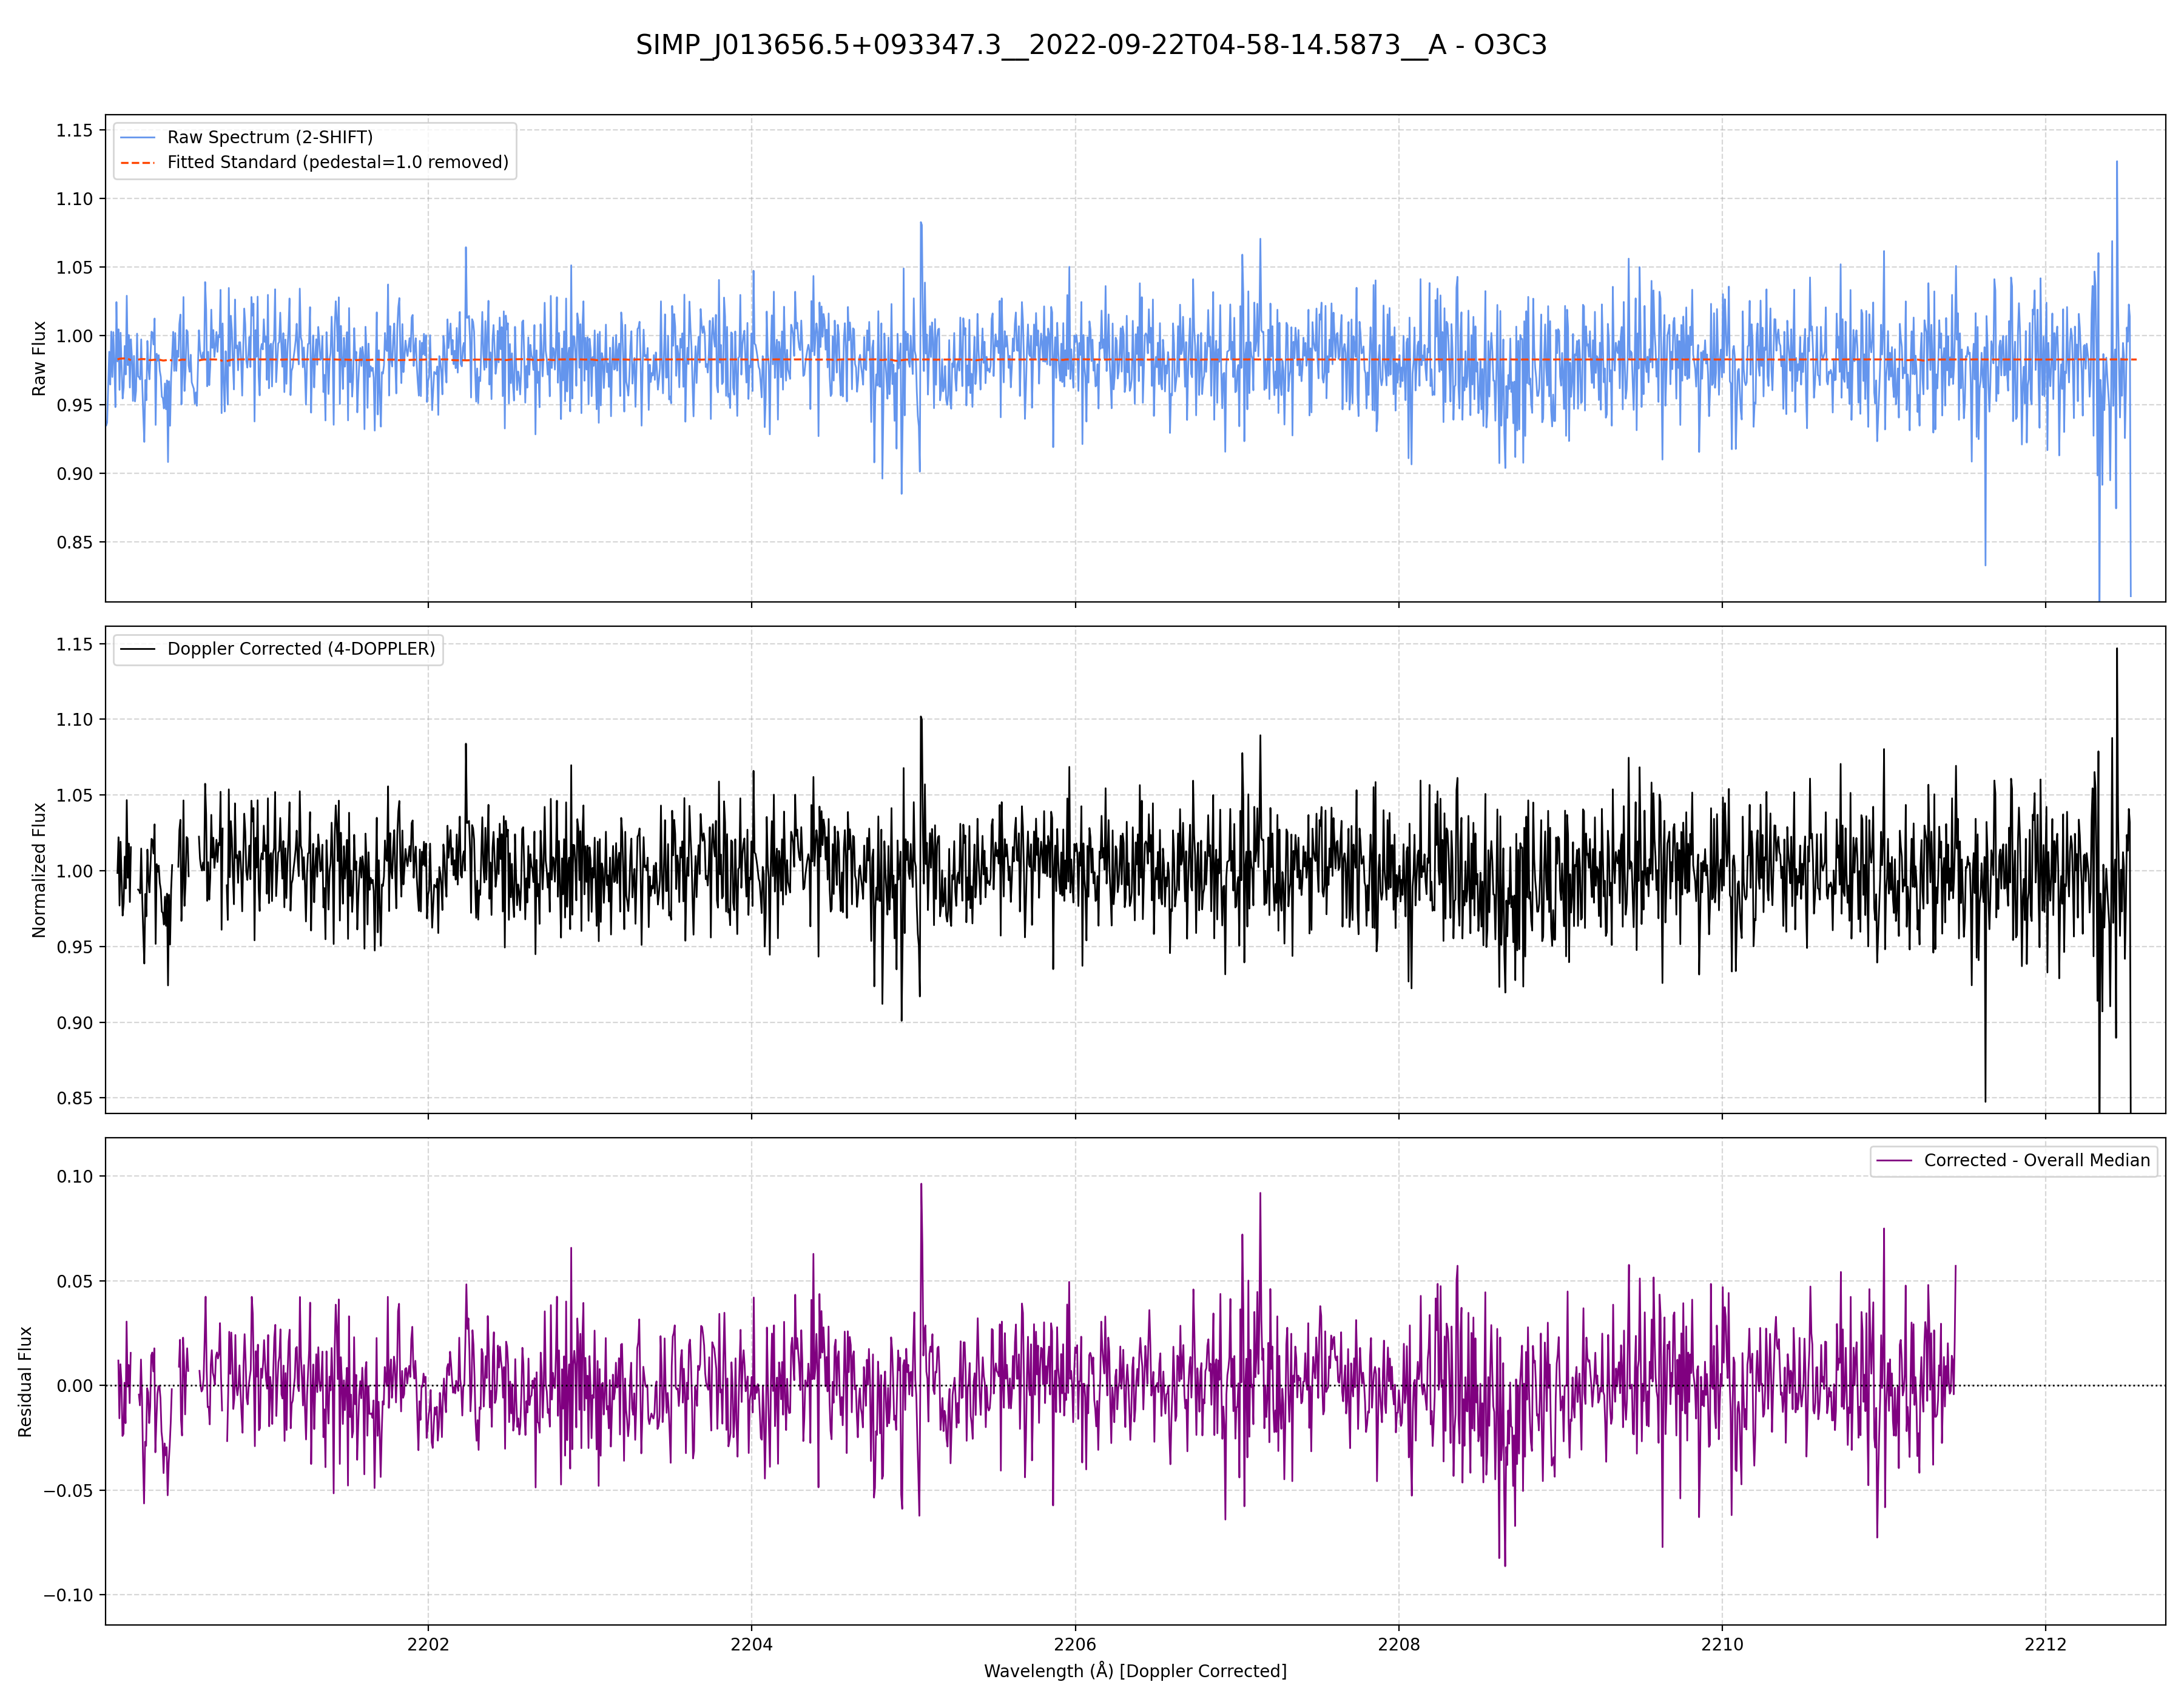 SIMP_J013656.5+093347.3__2022-09-22T04-58-14.5873__A - O3C3
Raw Flux
1.15
1.10
1.05
1.00
0.95
0.90
0.85
Raw Spectrum (2-SHIFT)
Fitted Standard (pedestal=1.0 removed)
Normalized Flux
1.15
1.10
1.05
1.00
0.95
0.90
0.85
Doppler Corrected (4-DOPPLER)
Residual Flux
0.10
0.05
0.00
−0.05
−0.10
Corrected - Overall Median
2202 2204 2206 2208 2210 2212
Wavelength (Å) [Doppler Corrected]